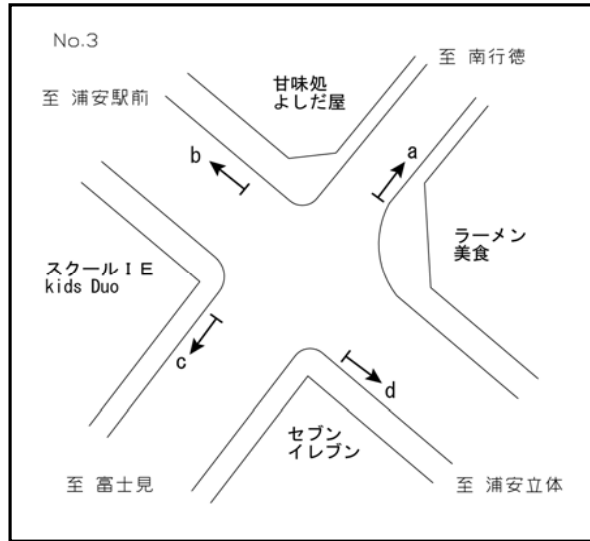 No.3
至 南行徳
甘味処
よしだ屋
至 浦安駅前
b
a
ラーメン
美食
スクールＩＥ
kids Duo
c
d
セブン
イレブン
至 富士見
至 浦安立体